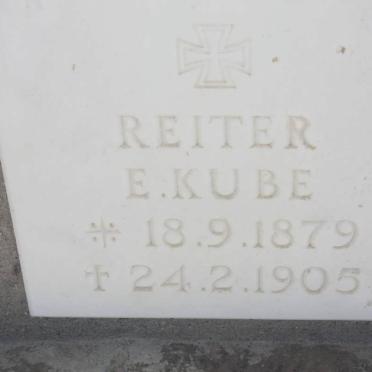 REITER
E.KUBE
* 18.9.1879
† 24.2.1905